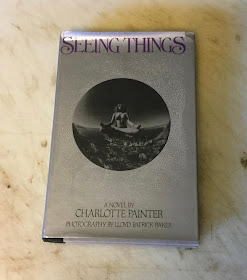 SEEING THINGS
A NOVEL BY
CHARLOTTE PAINTER
PHOTOGRAPHY BY LLOYD PATRICK BAKER